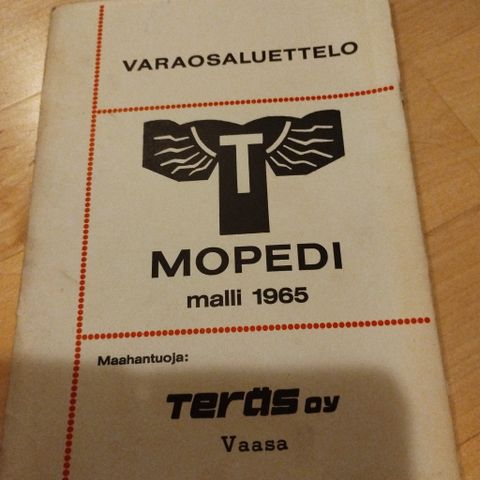 VARAOSALUETTELO
T
MOPEDI
malli 1965
Maahantuoja:
Teräs oy
Vaasa